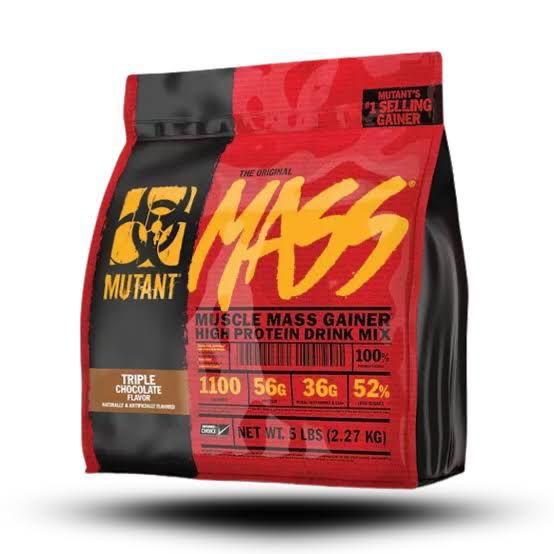 MUTANT'S
#1 SELLING
GAINER
THE ORIGINAL
MASS®
MUTANT
MUSCLE MASS GAINER
HIGH PROTEIN DRINK MIX
100%
1100 56G 36G 52%
TRIPLE
CHOCOLATE
FLAVOR
NATURALLY & ARTIFICIALLY FLAVORED
NET WT. 5 LBS (2.27 KG)